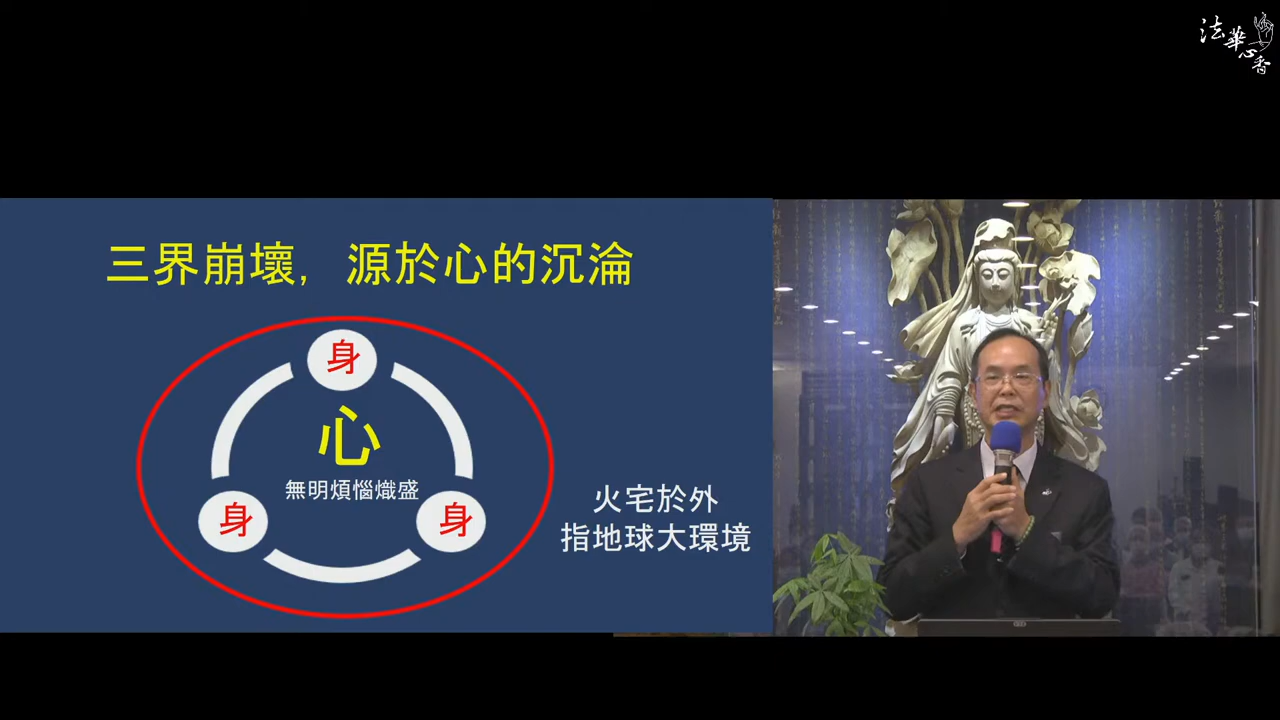 法華心香
三界崩壞, 源於心的沉淪
身
心
無明煩惱熾盛
身
身
火宅於外
指地球大環境